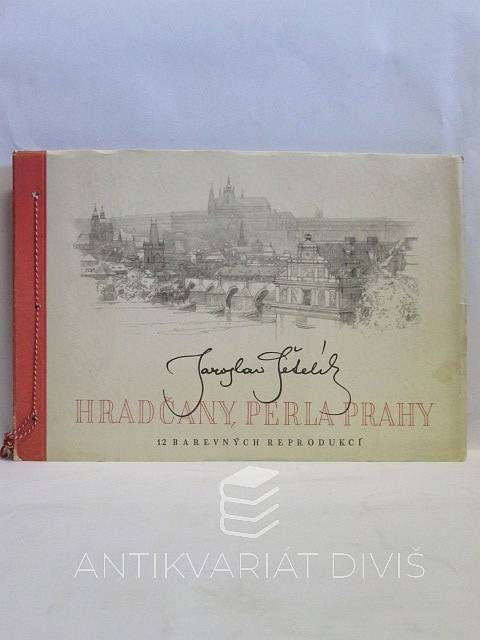 Jaroslav Šetelík
HRADČANY, PERLA PRAHY
12 BAREVNÝCH REPRODUKCÍ
ANTIKVARIÁT DIVIŠ